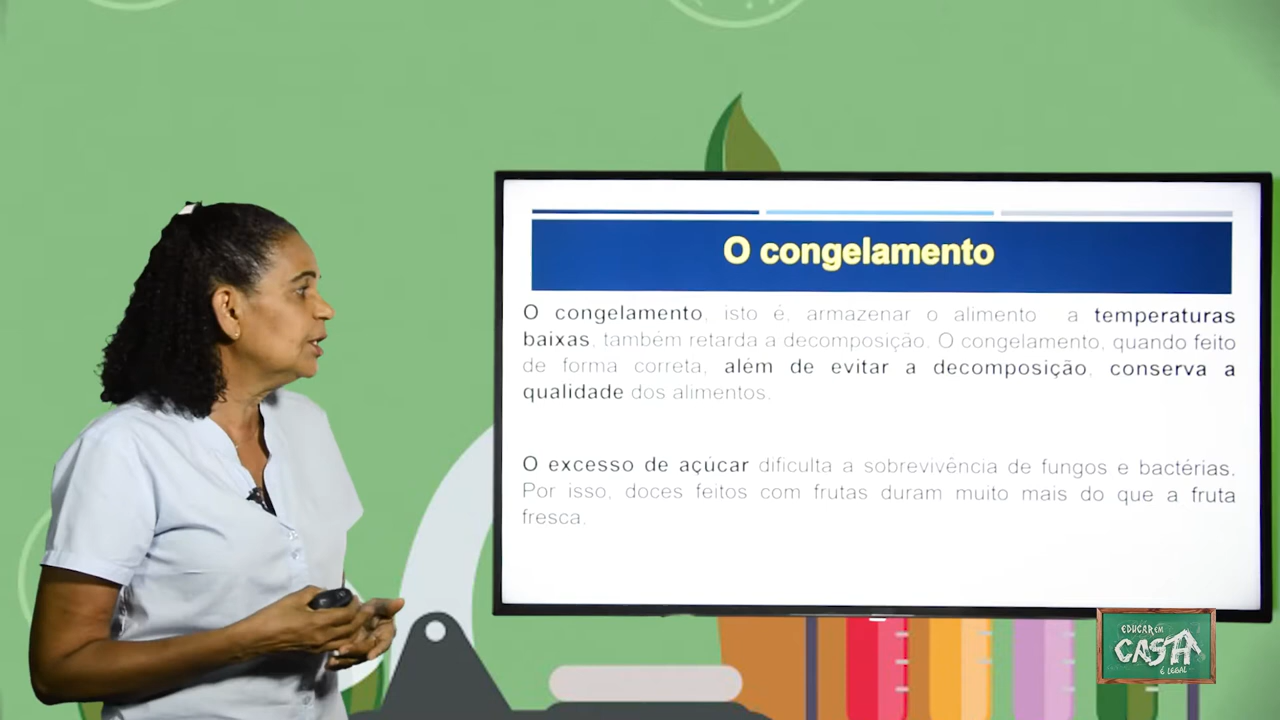 O congelamento
O congelamento, isto é, armazenar o alimento a temperaturas
baixas, também retarda a decomposição. O congelamento, quando feito
de forma correta, além de evitar a decomposição, conserva a
qualidade dos alimentos.
O excesso de açúcar dificulta a sobrevivência de fungos e bactérias.
Por isso, doces feitos com frutas duram muito mais do que a fruta
fresca.
EDUCAR EM
CASA
É LEGAL